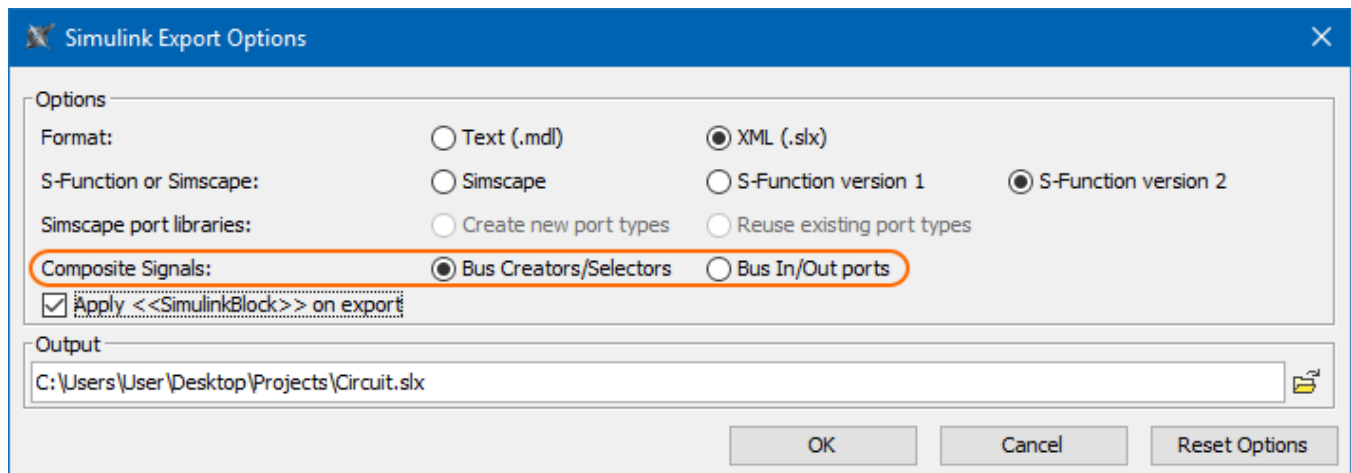 Simulink Export Options
Options
Format: Text (.mdl) XML (.slx)
S-Function or Simscape: Simscape S-Function version 1 S-Function version 2
Simscape port libraries: Create new port types Reuse existing port types
Composite Signals: Bus Creators/Selectors Bus In/Out ports
Apply <<SimulinkBlock>> on export
Output
C:\Users\User\Desktop\Projects\Circuit.slx
OK Cancel Reset Options